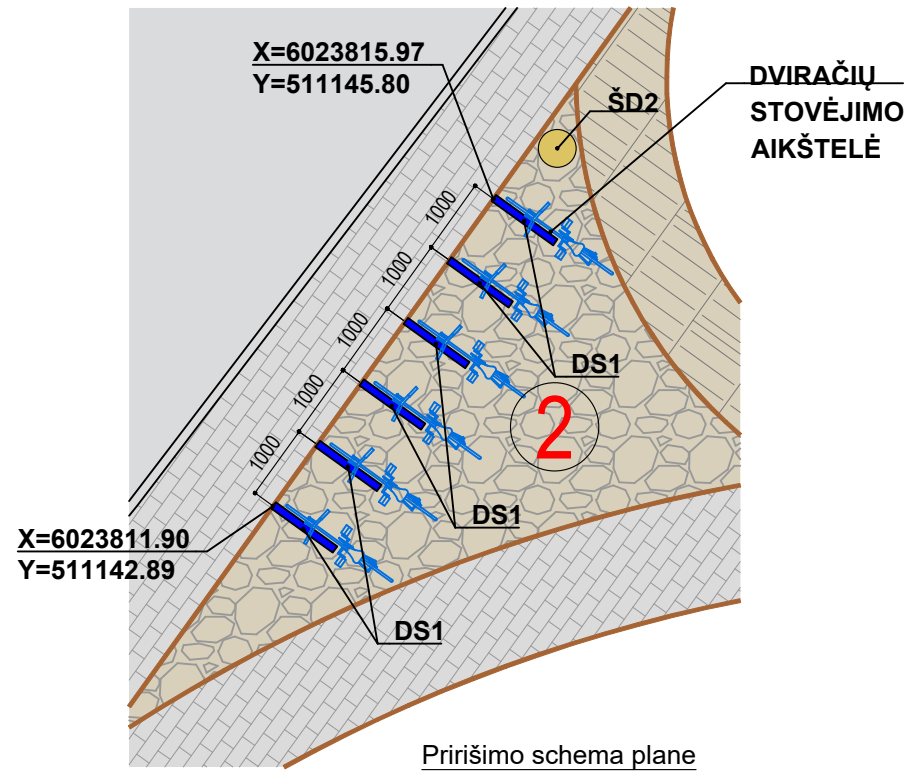 X=6023815.97
Y=511145.80
DVIRAČIŲ
STOVĖJIMO
AIKŠTELĖ
ŠD2
1000
1000
1000
1000
1000
DS1
2
DS1
X=6023811.90
Y=511142.89
DS1
Pririšimo schema plane